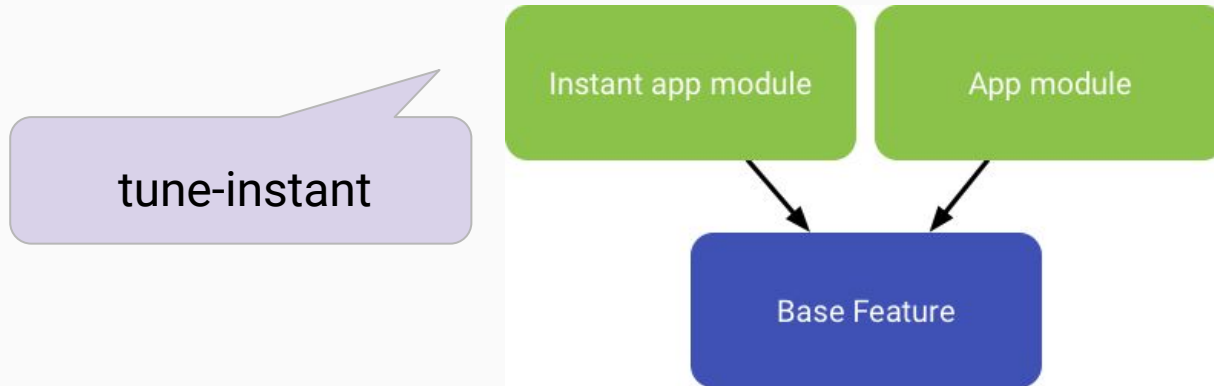 Instant app module
App module
tune-instant
Base Feature